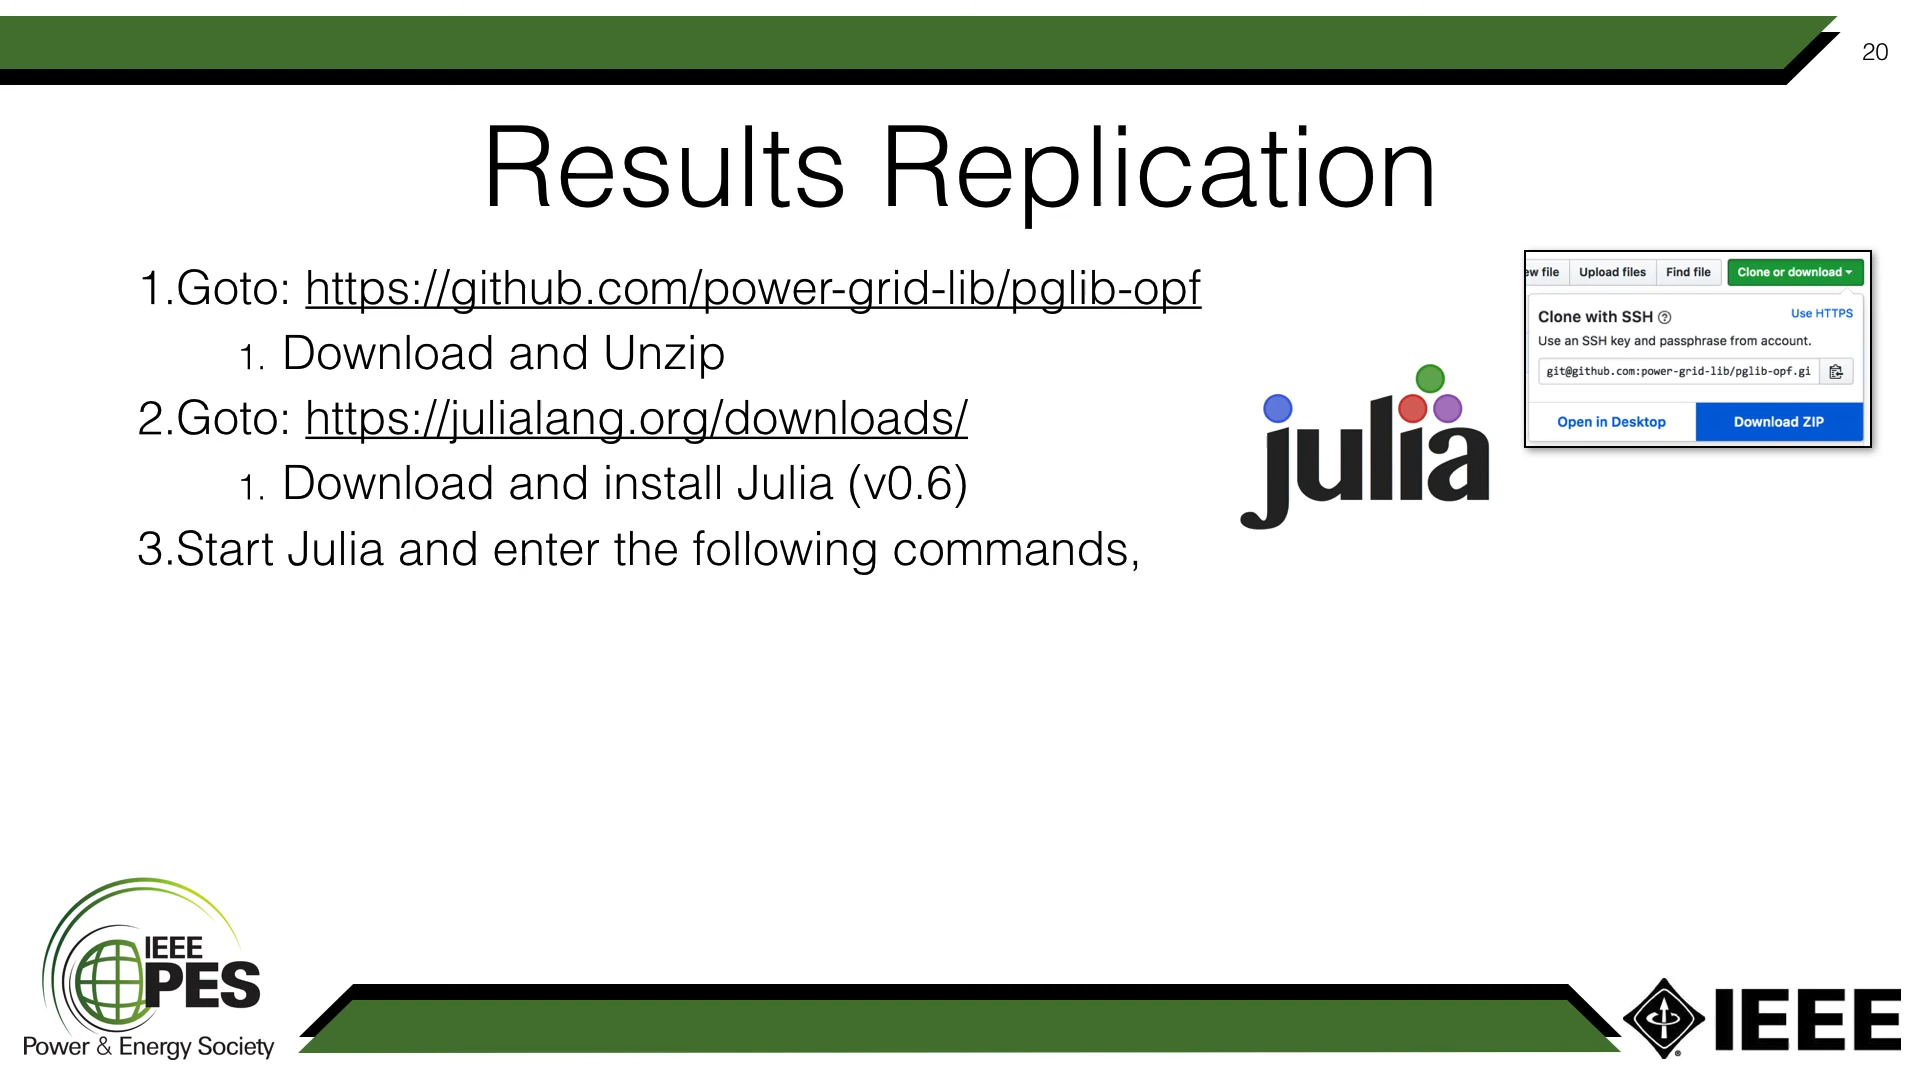 20
Results Replication
1.Goto: https://github.com/power-grid-lib/pglib-opf
1. Download and Unzip
2.Goto: https://julialang.org/downloads/
1. Download and install Julia (v0.6)
3.Start Julia and enter the following commands,
julia
ew file Upload files Find file Clone or download
Clone with SSH Use HTTPS
Use an SSH key and passphrase from account.
git@github.com:power-grid-lib/pglib-opf.gi
Open in Desktop Download ZIP
IEEE
PES
Power & Energy Society
IEEE